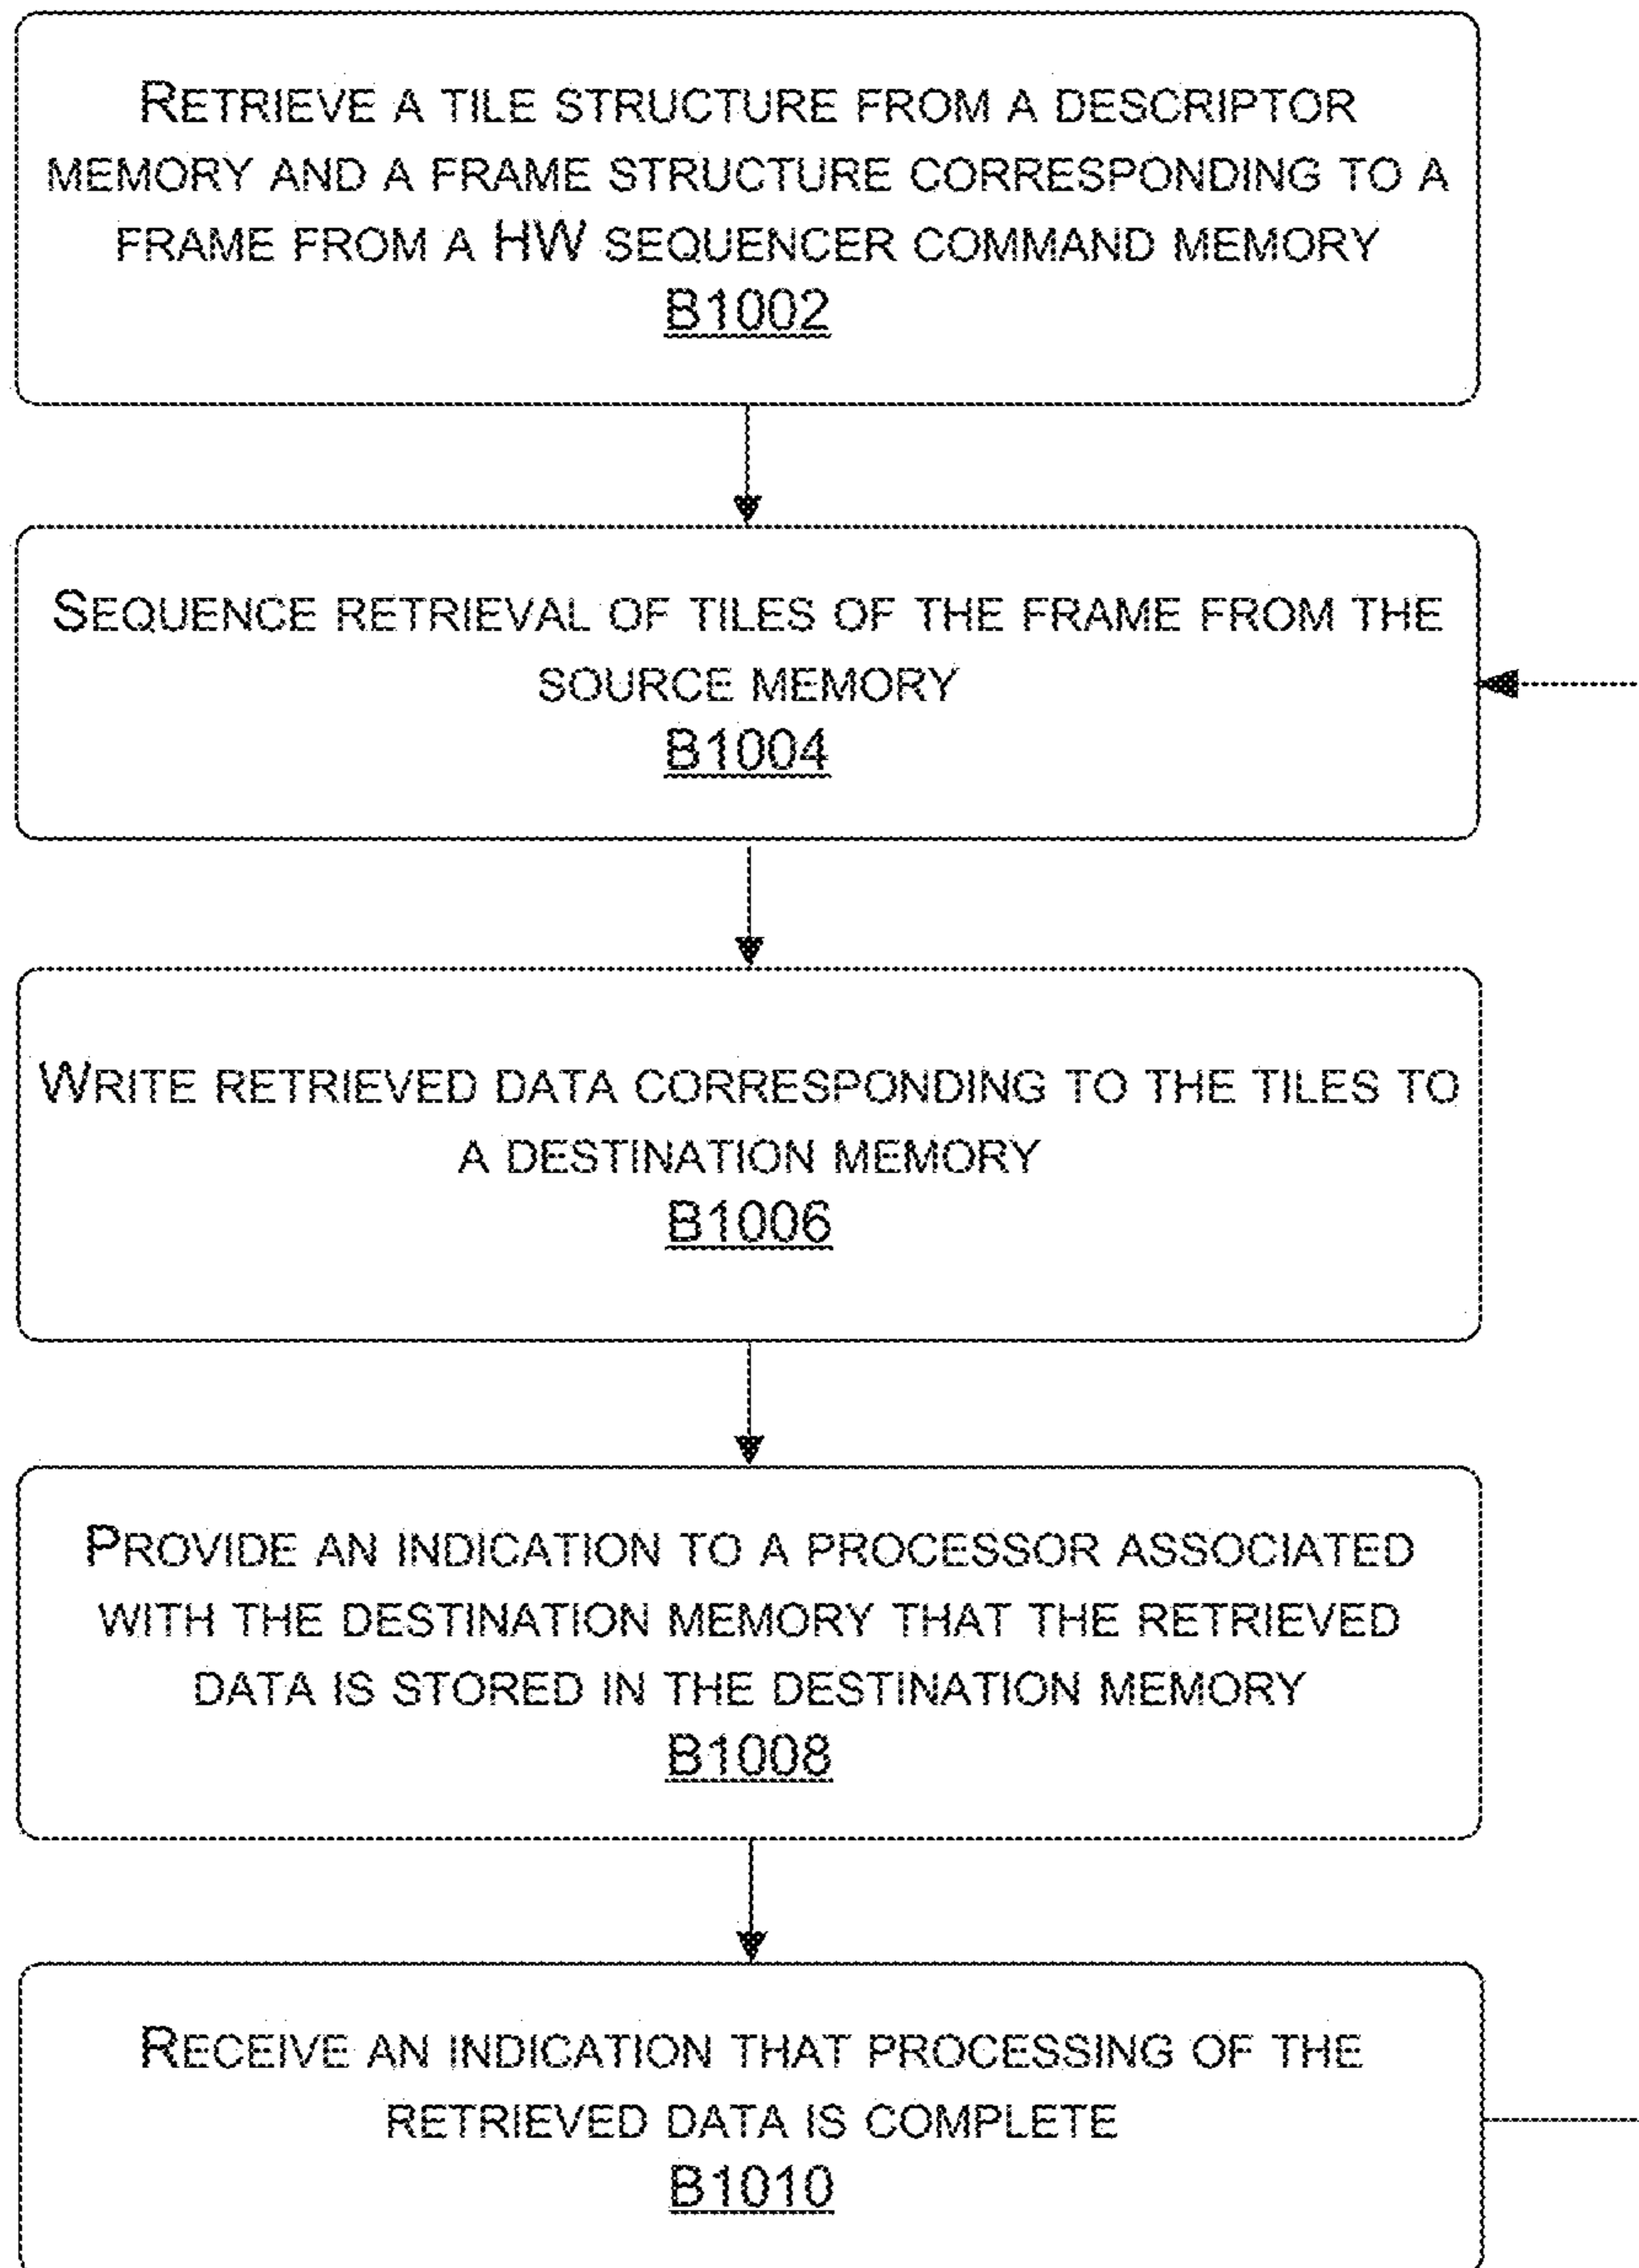 RETRIEVE A TILE STRUCTURE FROM A DESCRIPTOR
MEMORY AND A FRAME STRUCTURE CORRESPONDING TO A
FRAME FROM A HW SEQUENCER COMMAND MEMORY
B1002
SEQUENCE RETRIEVAL OF TILES OF THE FRAME FROM THE
SOURCE MEMORY
B1004
WRITE RETRIEVED DATA CORRESPONDING TO THE TILES TO
A DESTINATION MEMORY
B1006
PROVIDE AN INDICATION TO A PROCESSOR ASSOCIATED
WITH THE DESTINATION MEMORY THAT THE RETRIEVED
DATA IS STORED IN THE DESTINATION MEMORY
B1008
RECEIVE AN INDICATION THAT PROCESSING OF THE
RETRIEVED DATA IS COMPLETE
B1010